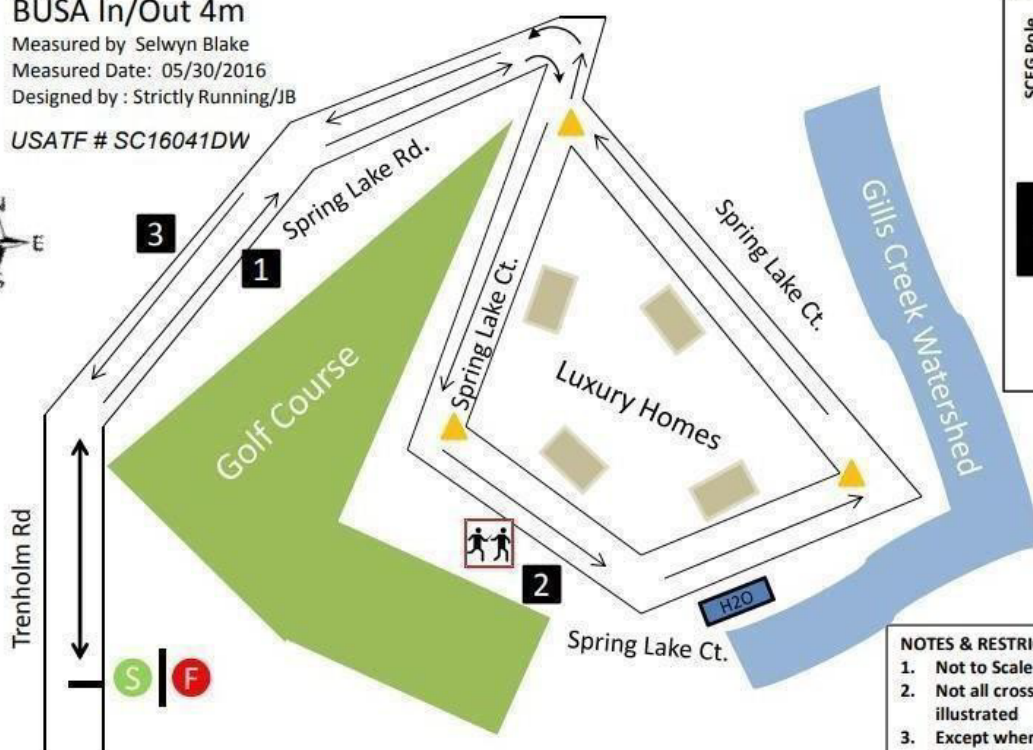 BUSA In/Out 4m
Measured by Selwyn Blake
Measured Date: 05/30/2016
Designed by : Strictly Running/JB
USATF # SC16041DW
E
3
1
Spring Lake Rd.
Golf Course
Spring Lake Ct.
Luxury Homes
Spring Lake Ct.
Gills Creek Watershed
SCEG Pole
Trenholm Rd
2
H2O
Spring Lake Ct.
S
F
NOTES & RESTRI
1. Not to Scale
2. Not all cross
illustrated
3. Except wher